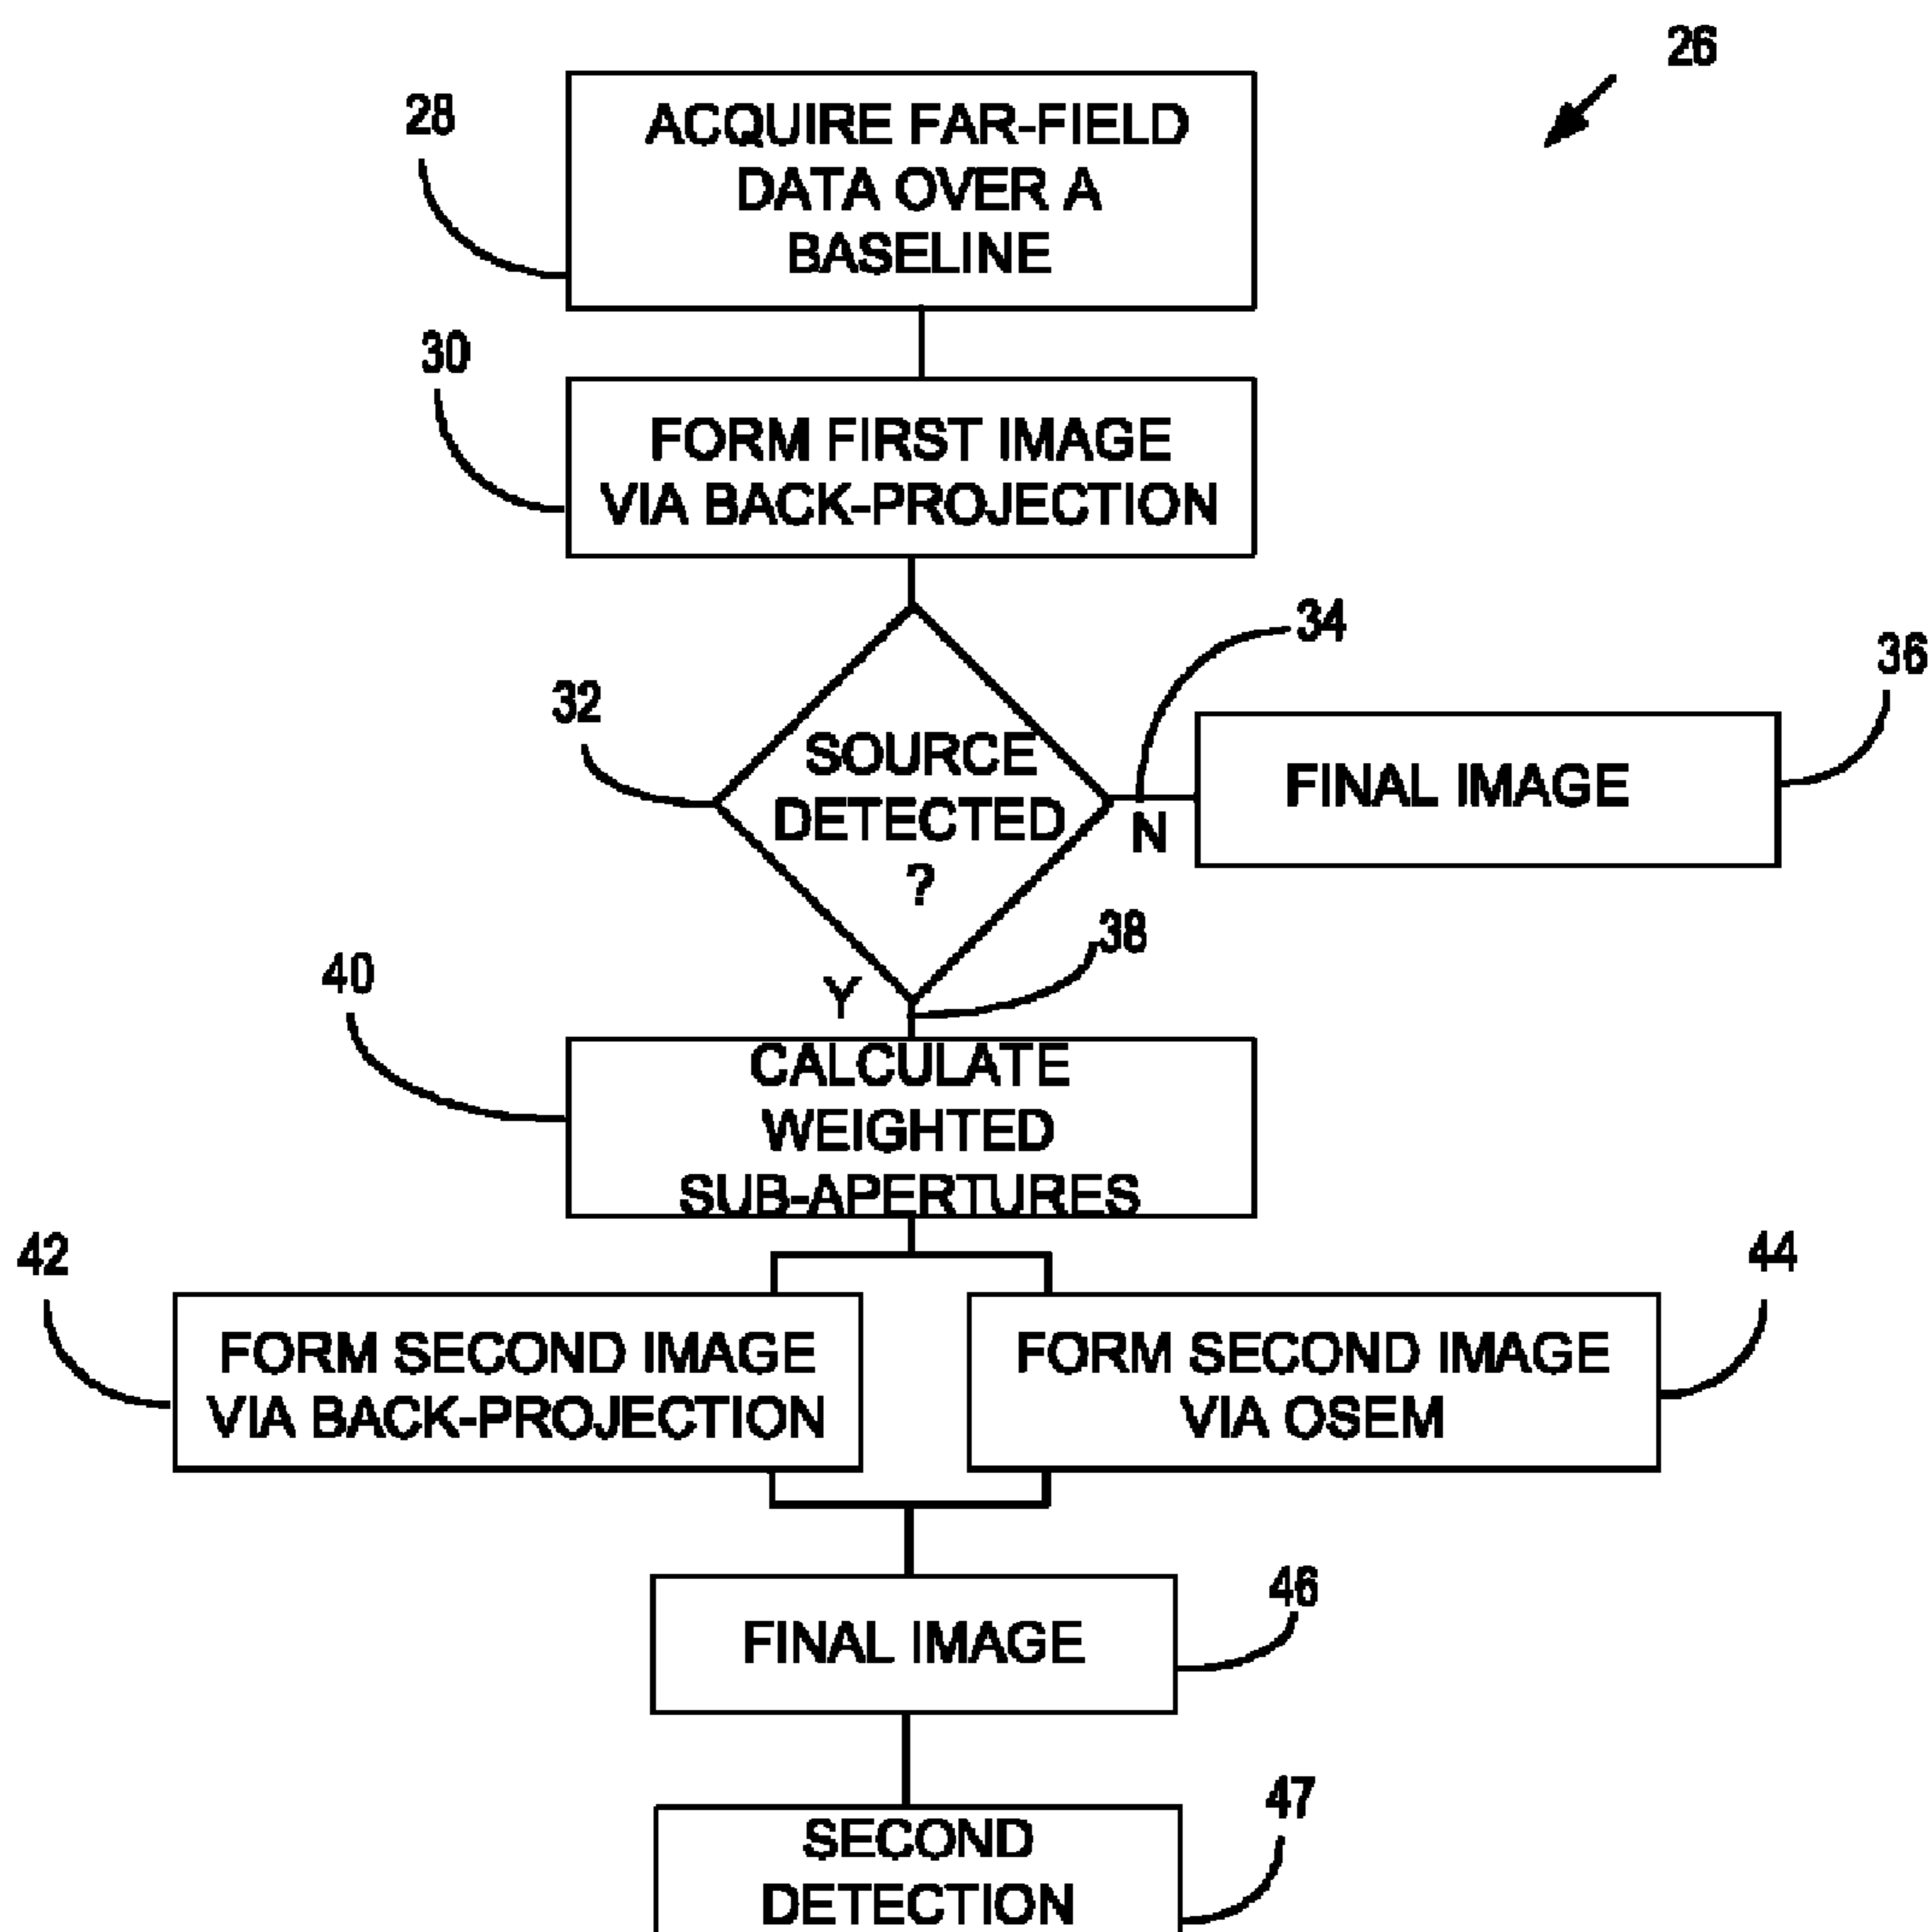 26
28
ACQUIRE FAR-FIELD
DATA OVER A
BASELINE
30
FORM FIRST IMAGE
VIA BACK-PROJECTION
34
36
32
SOURCE
DETECTED
?
N
FINAL IMAGE
38
Y
40
CALCULATE
WEIGHTED
SUB-APERTURES
42
44
FORM SECOND IMAGE
VIA BACK-PROJECTION
FORM SECOND IMAGE
VIA OSEM
46
FINAL IMAGE
47
SECOND
DETECTION